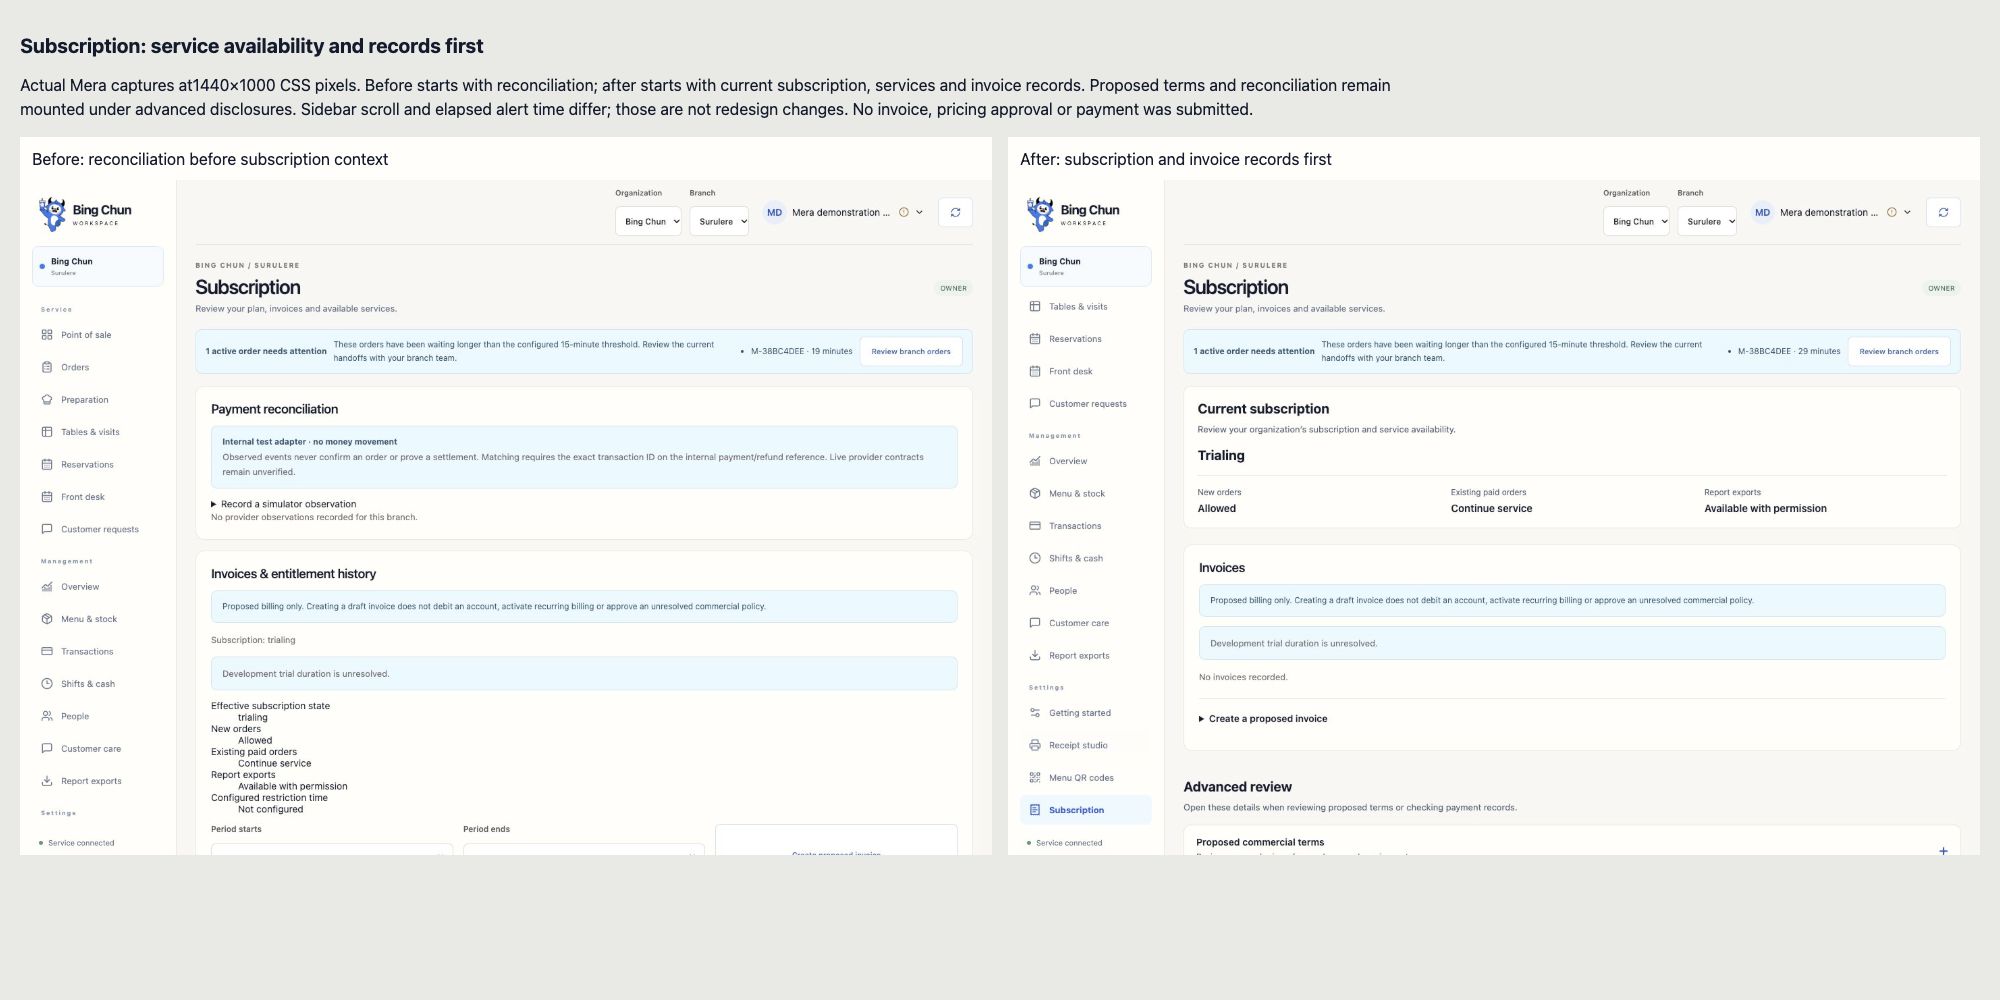 Subscription: service availability and records first
Actual Mera captures at1440×1000 CSS pixels. Before starts with reconciliation; after starts with current subscription, services and invoice records. Proposed terms and reconciliation remain
mounted under advanced disclosures. Sidebar scroll and elapsed alert time differ; those are not redesign changes. No invoice, pricing approval or payment was submitted.
Before: reconciliation before subscription context
Bing Chun
WORKSPACE
Bing Chun
Surulere
Service
Point of sale
Orders
Preparation
Tables & visits
Reservations
Front desk
Customer requests
Management
Overview
Menu & stock
Transactions
Shifts & cash
People
Customer care
Report exports
Settings
Service connected
Organization
Branch
Bing Chun
Surulere
MD
Mera demonstration ...
BING CHUN / SURULERE
Subscription
OWNER
Review your plan, invoices and available services.
1 active order needs attention
These orders have been waiting longer than the configured 15-minute threshold. Review the current
handoffs with your branch team.
• M-38BC4DEE · 19 minutes
Review branch orders
Payment reconciliation
Internal test adapter · no money movement
Observed events never confirm an order or prove a settlement. Matching requires the exact transaction ID on the internal payment/refund reference. Live provider contracts
remain unverified.
Record a simulator observation
No provider observations recorded for this branch.
Invoices & entitlement history
Proposed billing only. Creating a draft invoice does not debit an account, activate recurring billing or approve an unresolved commercial policy.
Subscription: trialing
Development trial duration is unresolved.
Effective subscription state
trialing
New orders
Allowed
Existing paid orders
Continue service
Report exports
Available with permission
Configured restriction time
Not configured
Period starts
Period ends
Create proposed invoice
After: subscription and invoice records first
Bing Chun
WORKSPACE
Bing Chun
Surulere
Tables & visits
Reservations
Front desk
Customer requests
Management
Overview
Menu & stock
Transactions
Shifts & cash
People
Customer care
Report exports
Settings
Getting started
Receipt studio
Menu QR codes
Subscription
Service connected
Organization
Branch
Bing Chun
Surulere
MD
Mera demonstration ...
BING CHUN / SURULERE
Subscription
OWNER
Review your plan, invoices and available services.
1 active order needs attention
These orders have been waiting longer than the configured 15-minute threshold. Review the current
handoffs with your branch team.
• M-38BC4DEE · 29 minutes
Review branch orders
Current subscription
Review your organization's subscription and service availability.
Trialing
New orders
Allowed
Existing paid orders
Continue service
Report exports
Available with permission
Invoices
Proposed billing only. Creating a draft invoice does not debit an account, activate recurring billing or approve an unresolved commercial policy.
Development trial duration is unresolved.
No invoices recorded.
Create a proposed invoice
Advanced review
Open these details when reviewing proposed terms or checking payment records.
Proposed commercial terms